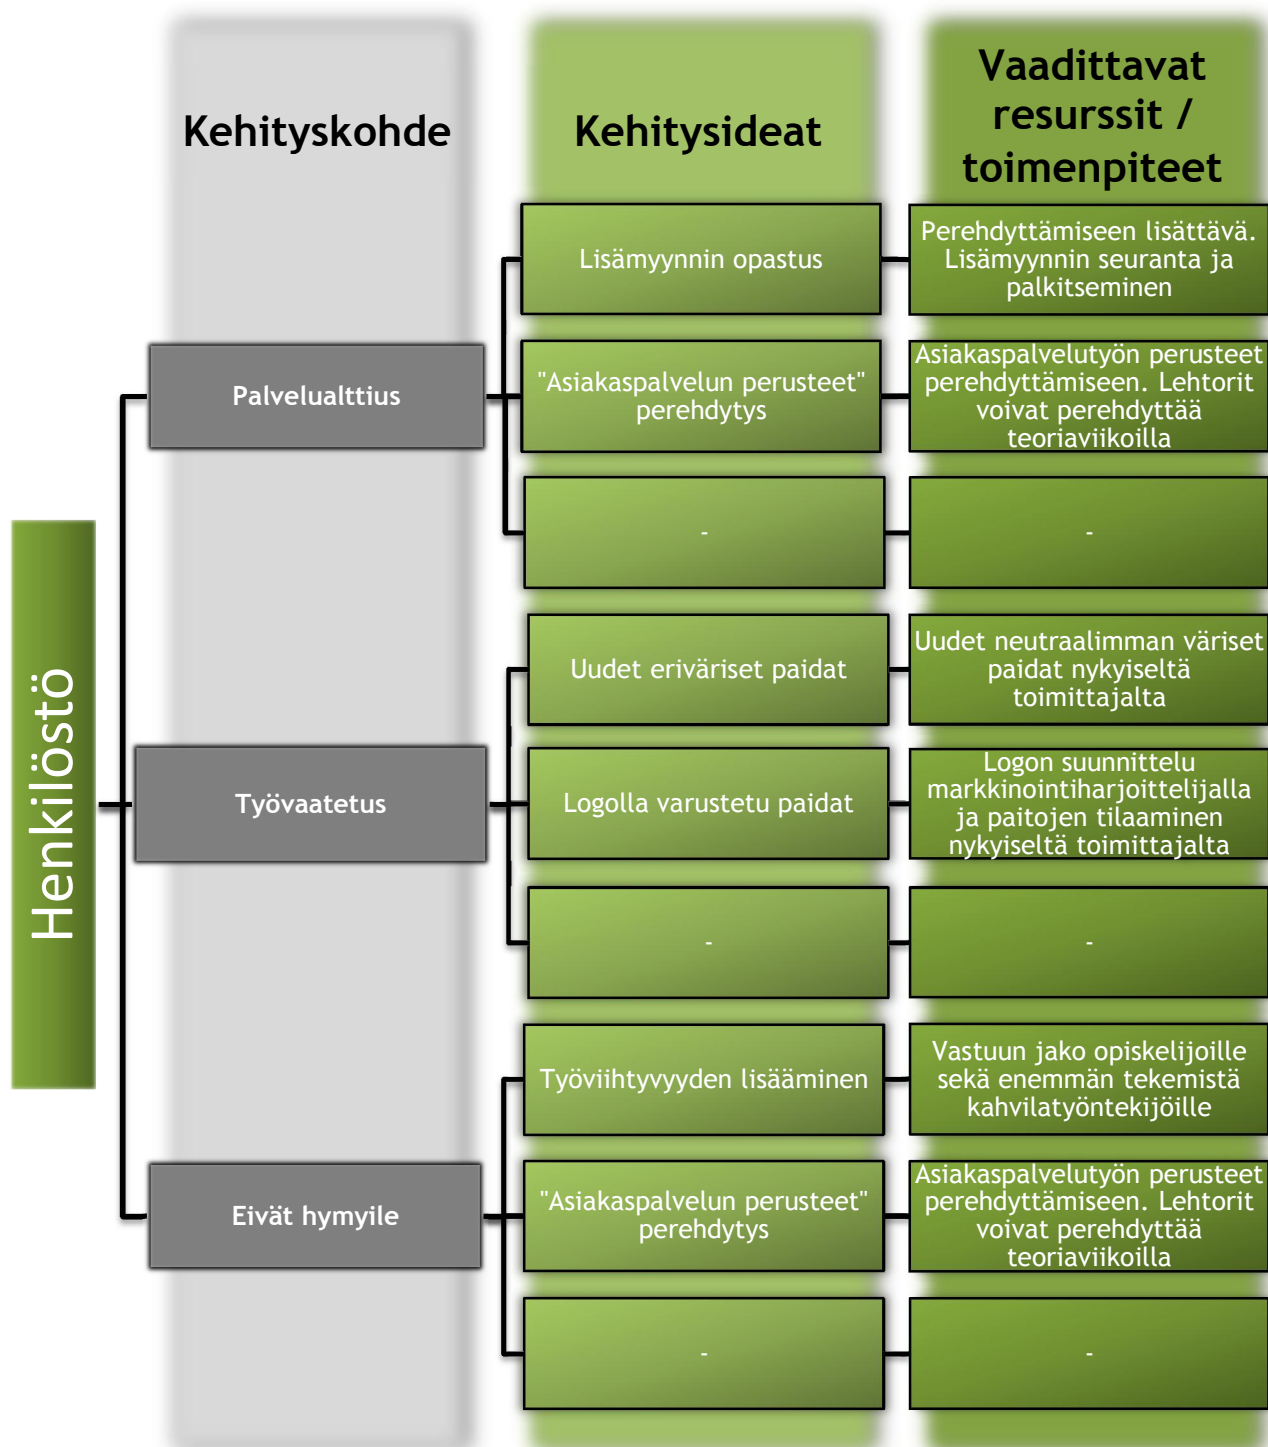 Kehityskohde
Kehitysideat
Vaadittavat
resurssit /
toimenpiteet
Henkilöstö
Palvelualttius
Lisämyynnin opastus
Perehdyttämiseen lisättävä.
Lisämyynnin seuranta ja
palkitseminen
"Asiakaspalvelun perusteet"
perehdytys
Asiakaspalvelutyön perusteet
perehdyttämiseen. Lehtorit
voivat perehdyttää
teoriaviikoilla
-
-
Työvaatetus
Uudet eriväriset paidat
Uudet neutraalimman väriset
paidat nykyiseltä
toimittajalta
Logolla varustetu paidat
Logon suunnittelu
markkinointiharjoittelijalla
ja paitojen tilaaminen
nykyiseltä toimittajalta
-
-
Eivät hymyile
Työviihtyvyyden lisääminen
Vastuun jako opiskelijoille
sekä enemmän tekemistä
kahvilatyöntekijöille
"Asiakaspalvelun perusteet"
perehdytys
Asiakaspalvelutyön perusteet
perehdyttämiseen. Lehtorit
voivat perehdyttää
teoriaviikoilla
-
-